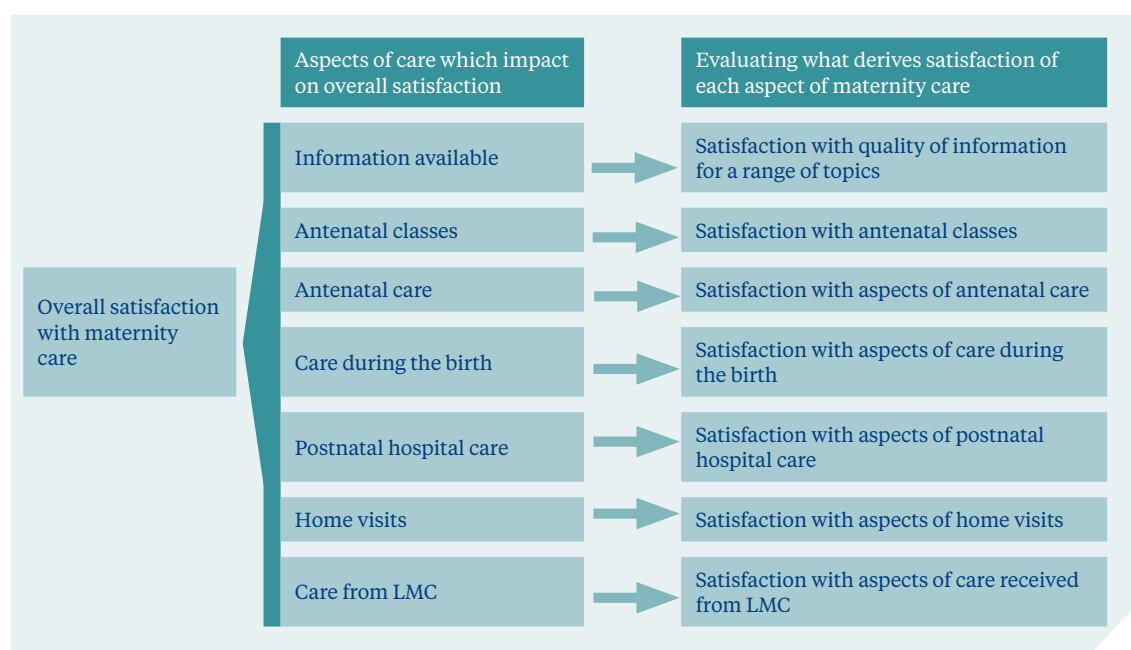 Aspects of care which impact
on overall satisfaction
Evaluating what derives satisfaction of
each aspect of maternity care
Overall satisfaction
with maternity
care
Information available
Satisfaction with quality of information
for a range of topics
Antenatal classes
Satisfaction with antenatal classes
Antenatal care
Satisfaction with aspects of antenatal care
Care during the birth
Satisfaction with aspects of care during
the birth
Postnatal hospital care
Satisfaction with aspects of postnatal
hospital care
Home visits
Satisfaction with aspects of home visits
Care from LMC
Satisfaction with aspects of care received
from LMC